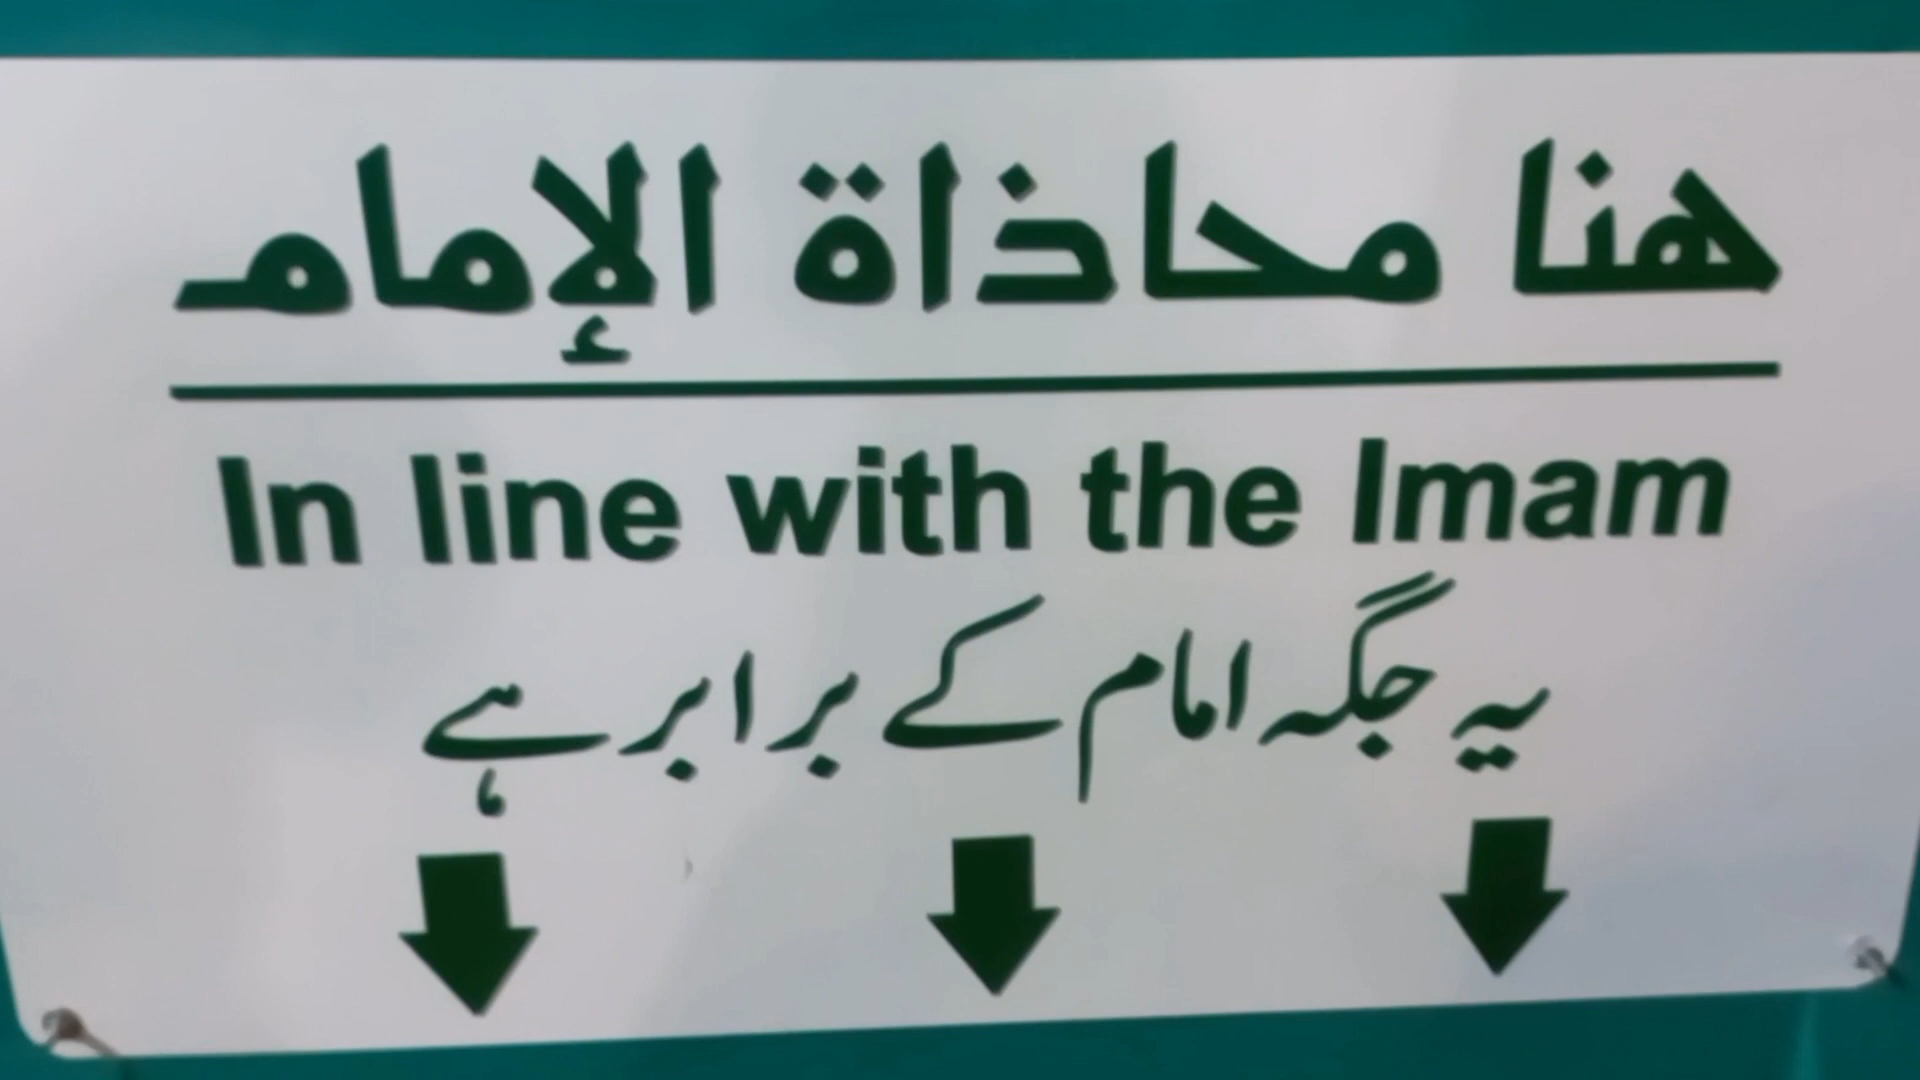 هنا محاذاة الإمام
In line with the Imam
یہ جگہ امام کے برابر ہے